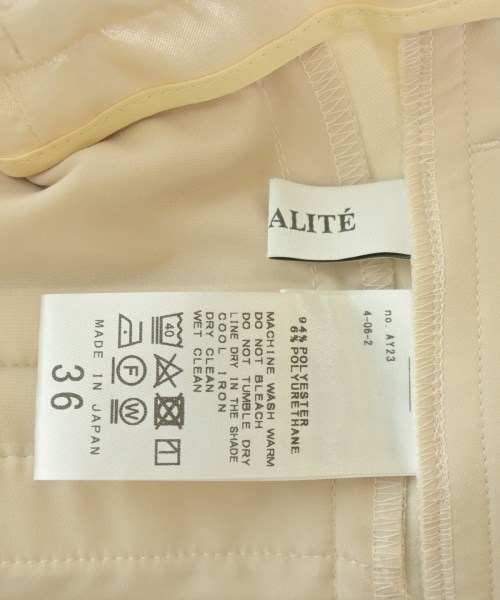 ALITÉ
no. AY23
4-06-2
94% POLYESTER
6% POLYURETHANE
MACHINE WASH WARM
DO NOT BLEACH
DO NOT TUMBLE DRY
LINE DRY IN THE SHADE
COOL IRON
DRY CLEAN
WET CLEAN
40
F
W
36
MADE IN JAPAN